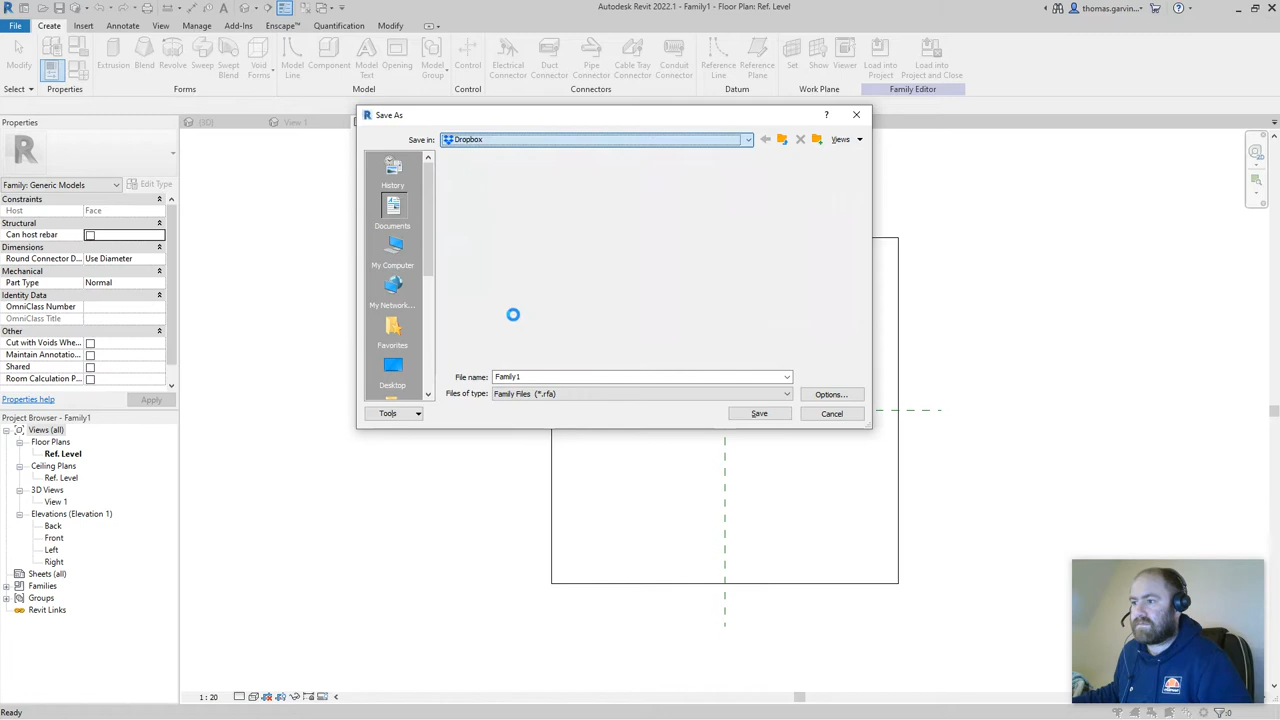 Autodesk Revit 2022.1 - Family1 - Floor Plan: Ref. Level
thomas.garvin...
File Create Insert Annotate View Manage Add-Ins Enscape™ Quantification Modify
Modify Extrusion Blend Revolve Sweep Swept Blend Void Forms Model Line Component Model Text Opening Model Group Control Electrical Connector Duct Connector Pipe Connector Cable Tray Connector Conduit Connector Reference Line Reference Plane Set Show Viewer Load into Project Load into Project and Close
Select Properties Forms Model Control Connectors Datum Work Plane Family Editor
Properties
(3D)
View 1
Family: Generic Models
Edit Type
Constraints
Host Face
Structural
Can host rebar
Dimensions
Round Connector D... Use Diameter
Mechanical
Part Type Normal
Identity Data
OmniClass Number
OmniClass Title
Other
Cut with Voids Whe...
Maintain Annotatio...
Shared
Room Calculation P...
Properties help
Apply
Project Browser - Family1
Views (all)
Floor Plans
Ref. Level
Ceiling Plans
Ref. Level
3D Views
View 1
Elevations (Elevation 1)
Back
Front
Left
Right
Sheets (all)
Families
Groups
Revit Links
Save As
Save in: Dropbox
Views
History
Documents
My Computer
My Network...
Favorites
Desktop
File name: Family1
Files of type: Family Files (*.rfa)
Options...
Tools
Save
Cancel
1 : 20
Ready
:0